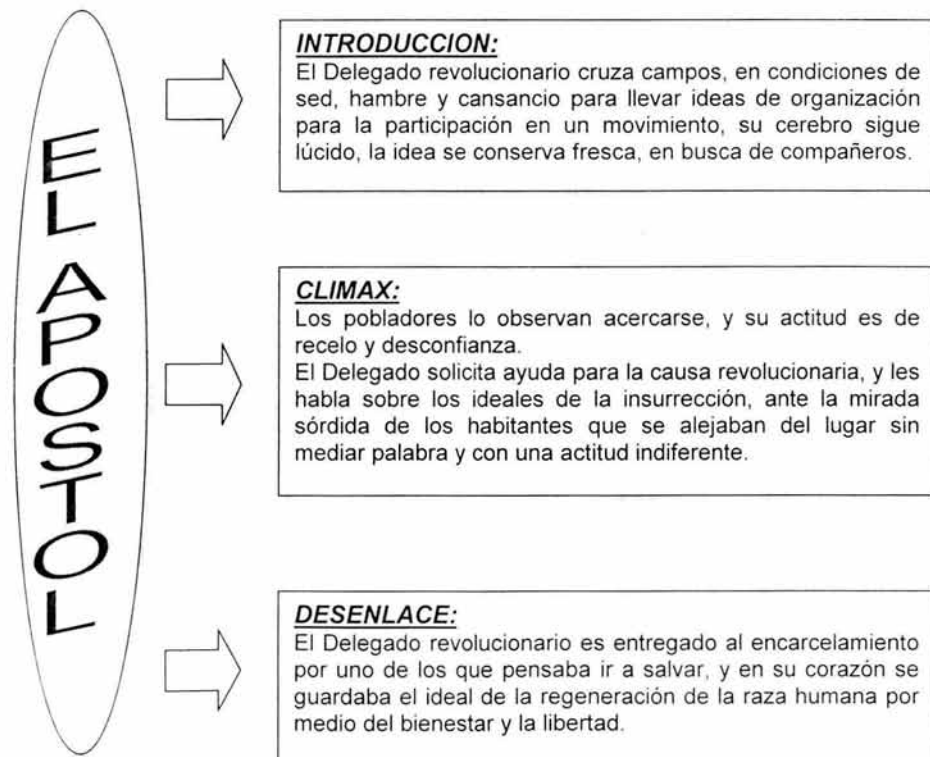 EL APOSTOL
INTRODUCCION:
El Delegado revolucionario cruza campos, en condiciones de
sed, hambre y cansancio para llevar ideas de organización
para la participación en un movimiento, su cerebro sigue
lúcido, la idea se conserva fresca, en busca de compañeros.
CLIMAX:
Los pobladores lo observan acercarse, y su actitud es de
recelo y desconfianza.
El Delegado solicita ayuda para la causa revolucionaria, y les
habla sobre los ideales de la insurrección, ante la mirada
sórdida de los habitantes que se alejaban del lugar sin
mediar palabra y con una actitud indiferente.
DESENLACE:
El Delegado revolucionario es entregado al encarcelamiento
por uno de los que pensaba ir a salvar, y en su corazón se
guardaba el ideal de la regeneración de la raza humana por
medio del bienestar y la libertad.